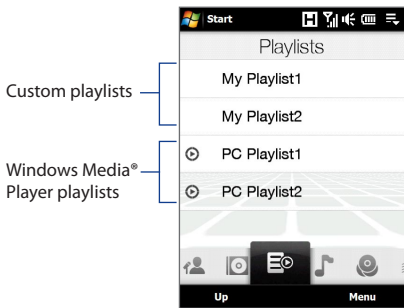 Start
Playlists
Custom playlists
My Playlist1
My Playlist2
Windows Media®
Player playlists
PC Playlist1
PC Playlist2
Up Menu